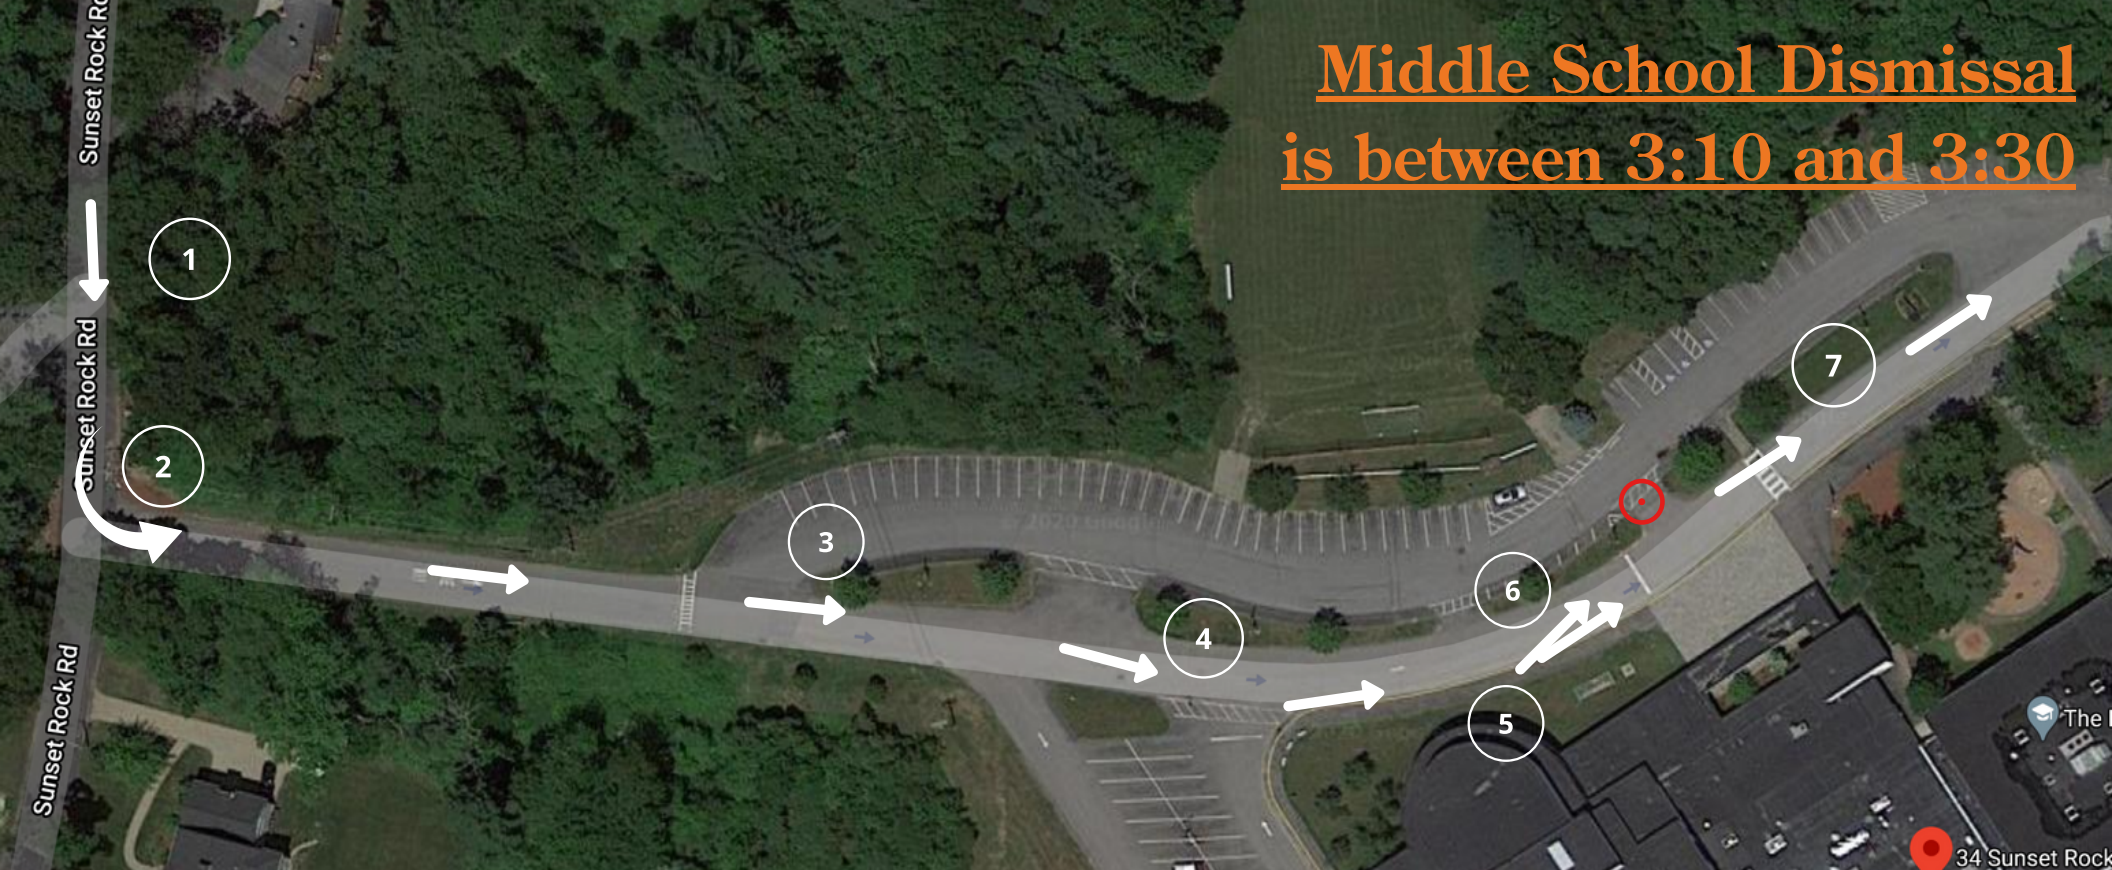 Sunset Rock Rd
Middle School Dismissal
is between 3:10 and 3:30
1
Sunset Rock Rd
7
2
3
6
4
5
Sunset Rock Rd
The
34 Sunset Rock